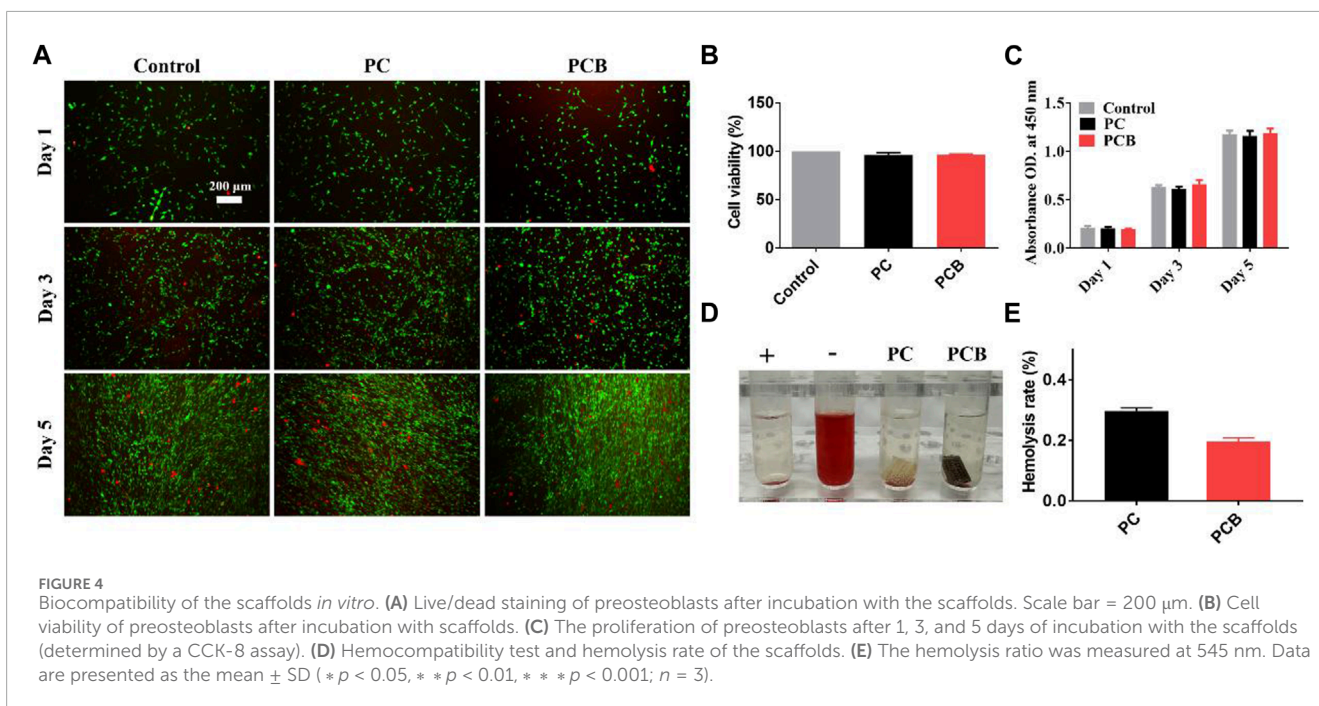 A
Control PC PCB
Day 1
200 μm
Day 3
Day 5
B
Cell viability (%)
150
100
50
0
Control PC PCB
C
Absorbance OD. at 450 nm
1.5
1.0
0.5
0.0
Control
PC
PCB
Day 1 Day 3 Day 5
D
+ - PC PCB
E
Hemolysis rate (%)
0.4
0.2
0.0
PC PCB
FIGURE 4
Biocompatibility of the scaffolds in vitro. (A) Live/dead staining of preosteoblasts after incubation with the scaffolds. Scale bar = 200 μm. (B) Cell
viability of preosteoblasts after incubation with scaffolds. (C) The proliferation of preosteoblasts after 1, 3, and 5 days of incubation with the scaffolds
(determined by a CCK-8 assay). (D) Hemocompatibility test and hemolysis rate of the scaffolds. (E) The hemolysis ratio was measured at 545 nm. Data
are presented as the mean ± SD (∗p < 0.05, ∗∗p < 0.01, ∗∗∗p < 0.001; n = 3).